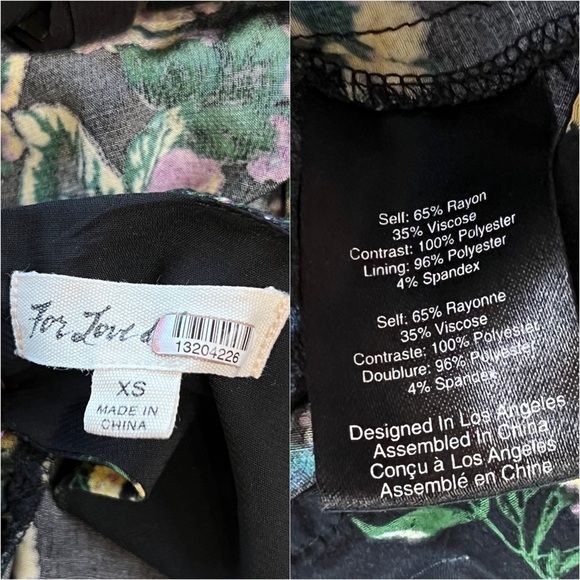 For Love &
13204226
XS
MADE IN
CHINA
Self: 65% Rayon
35% Viscose
Contrast: 100% Polyester
Lining: 96% Polyester
4% Spandex
Self: 65% Rayonne
35% Viscose
Contraste: 100% Polyester
Doublure: 96% Polyester
4% Spandex
Designed In Los Angeles
Assembled In China
Conçu à Los Angeles
Assemblé en Chine